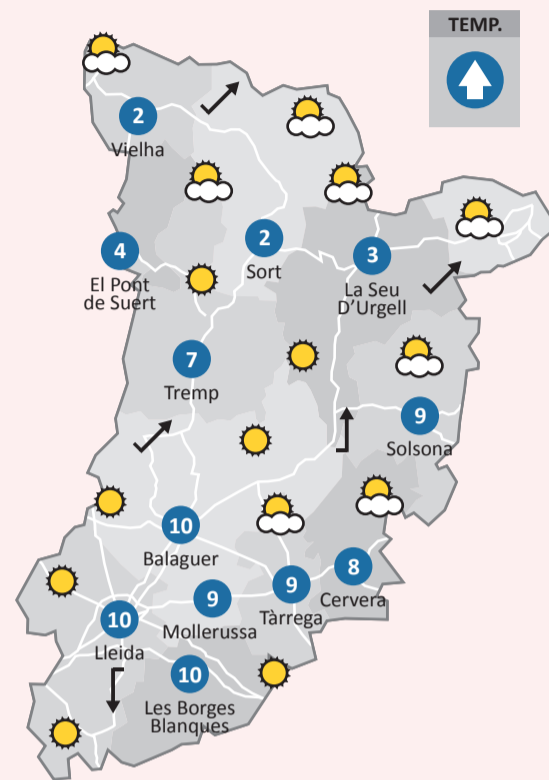 TEMP.
2
Vielha
2
Sort
4
El Pont
de Suert
3
La Seu
D’Urgell
7
Tremp
9
Solsona
10
Balaguer
8
Cervera
9
Tàrrega
9
Mollerussa
10
Lleida
10
Les Borges
Blanques